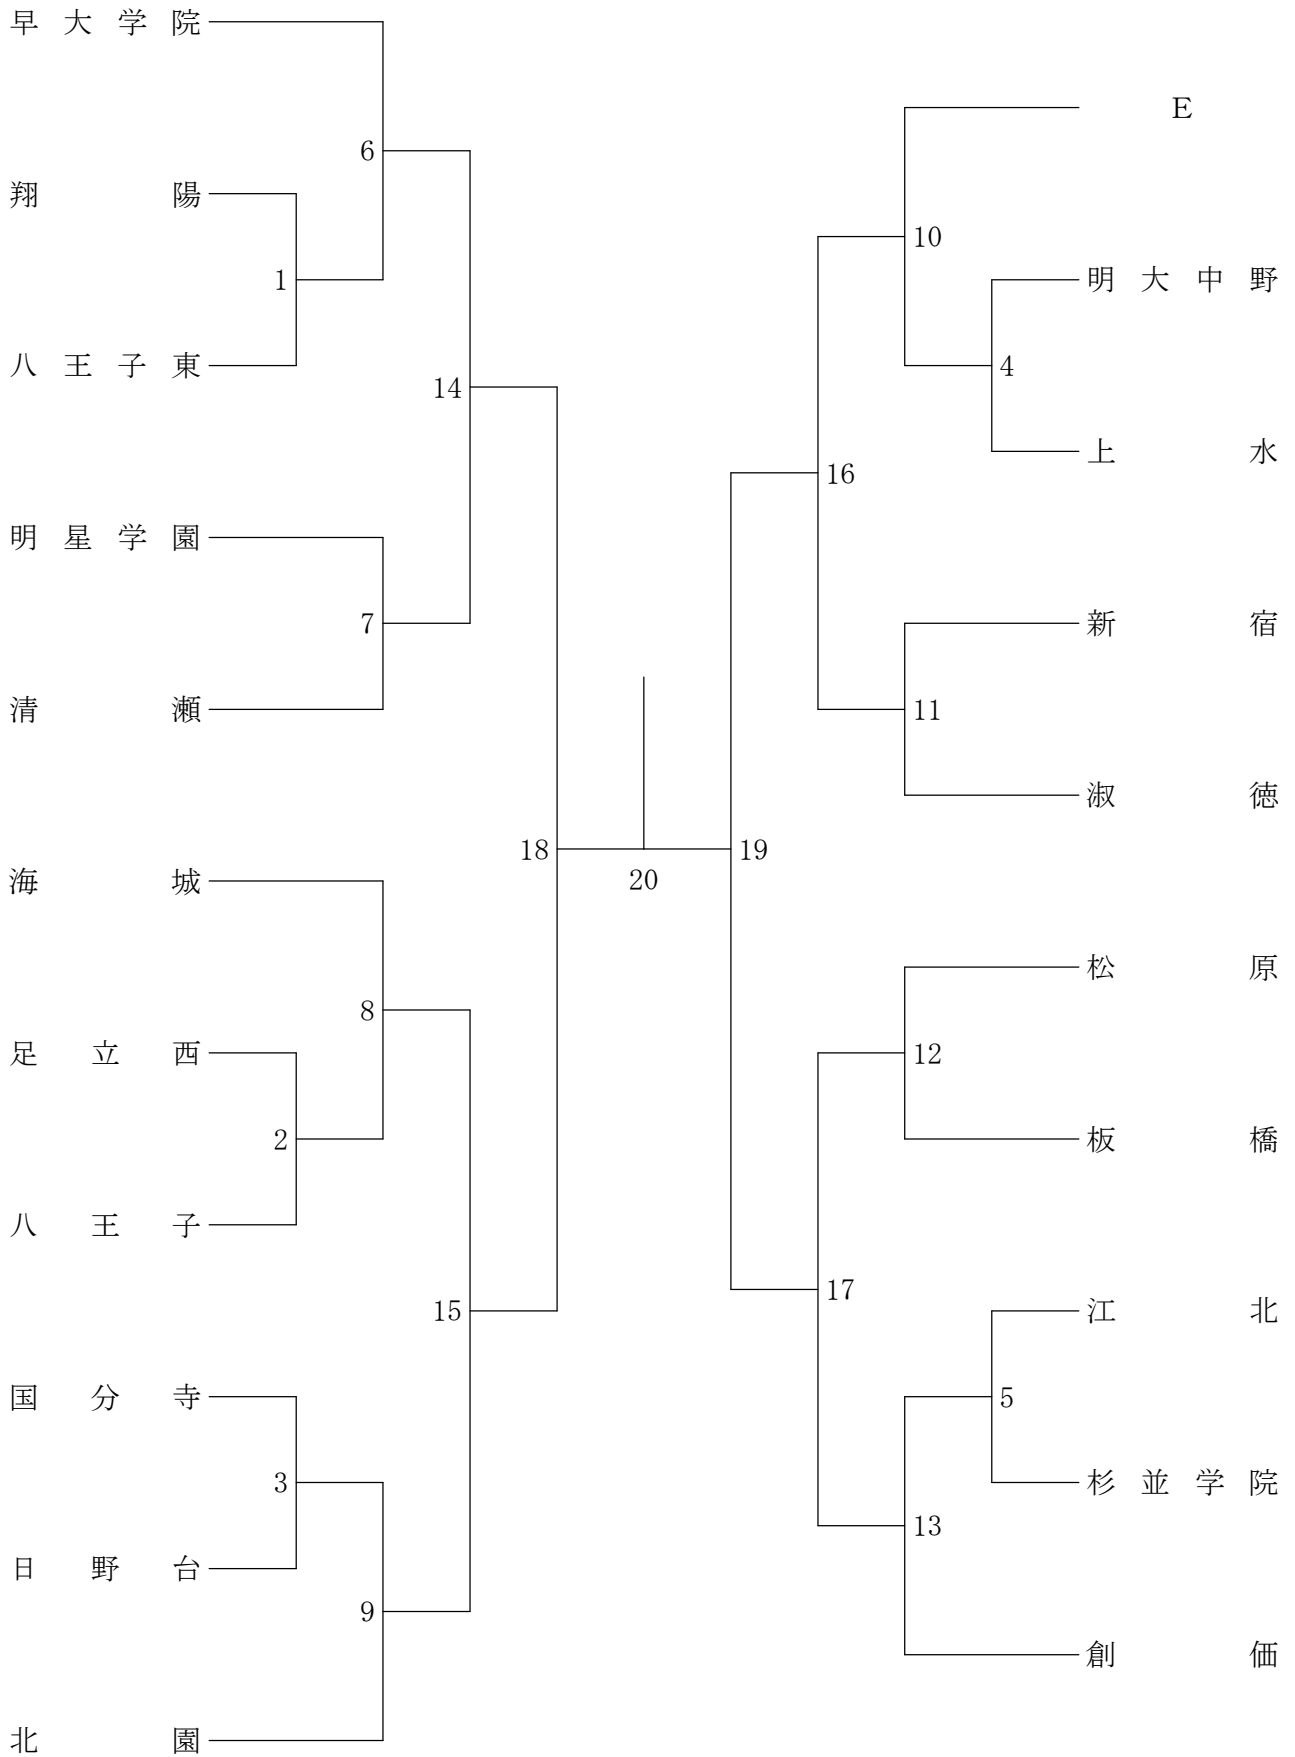 早大学院
6
翔陽
1
八王子東
14
明星学園
7
清瀬
18
海城
8
足立西
2
八王子
15
国分寺
3
日野台
9
北園
20
E
10
明大中野
4
上水
16
新宿
11
淑徳
19
松原
12
板橋
17
江北
5
杉並学院
13
創価